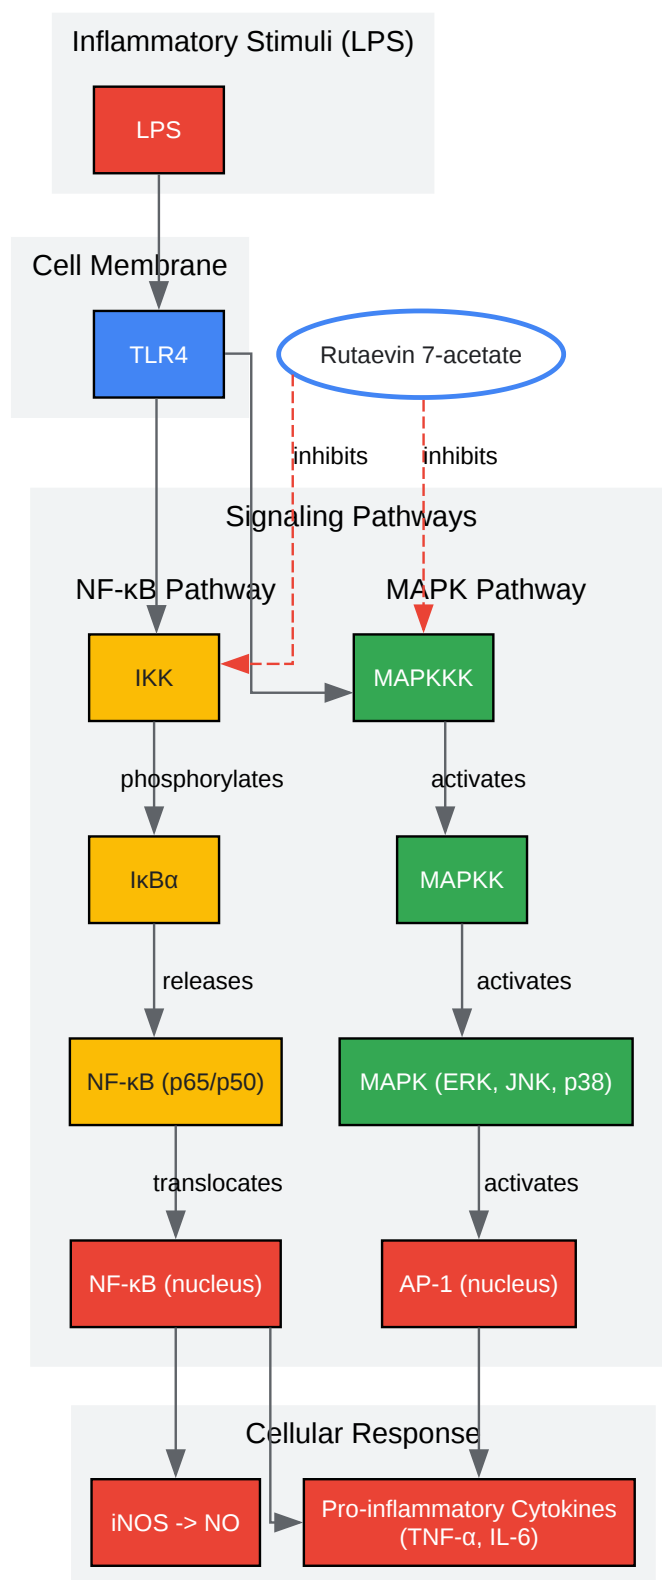 Inflammatory Stimuli (LPS)
LPS
Cell Membrane
TLR4
Rutaevin 7-acetate
inhibits
inhibits
Signaling Pathways
NF-κB Pathway
MAPK Pathway
IKK
MAPKKK
phosphorylates
activates
IκBα
MAPKK
releases
activates
NF-κB (p65/p50)
MAPK (ERK, JNK, p38)
translocates
activates
NF-κB (nucleus)
AP-1 (nucleus)
Cellular Response
iNOS -> NO
Pro-inflammatory Cytokines
(TNF-α, IL-6)